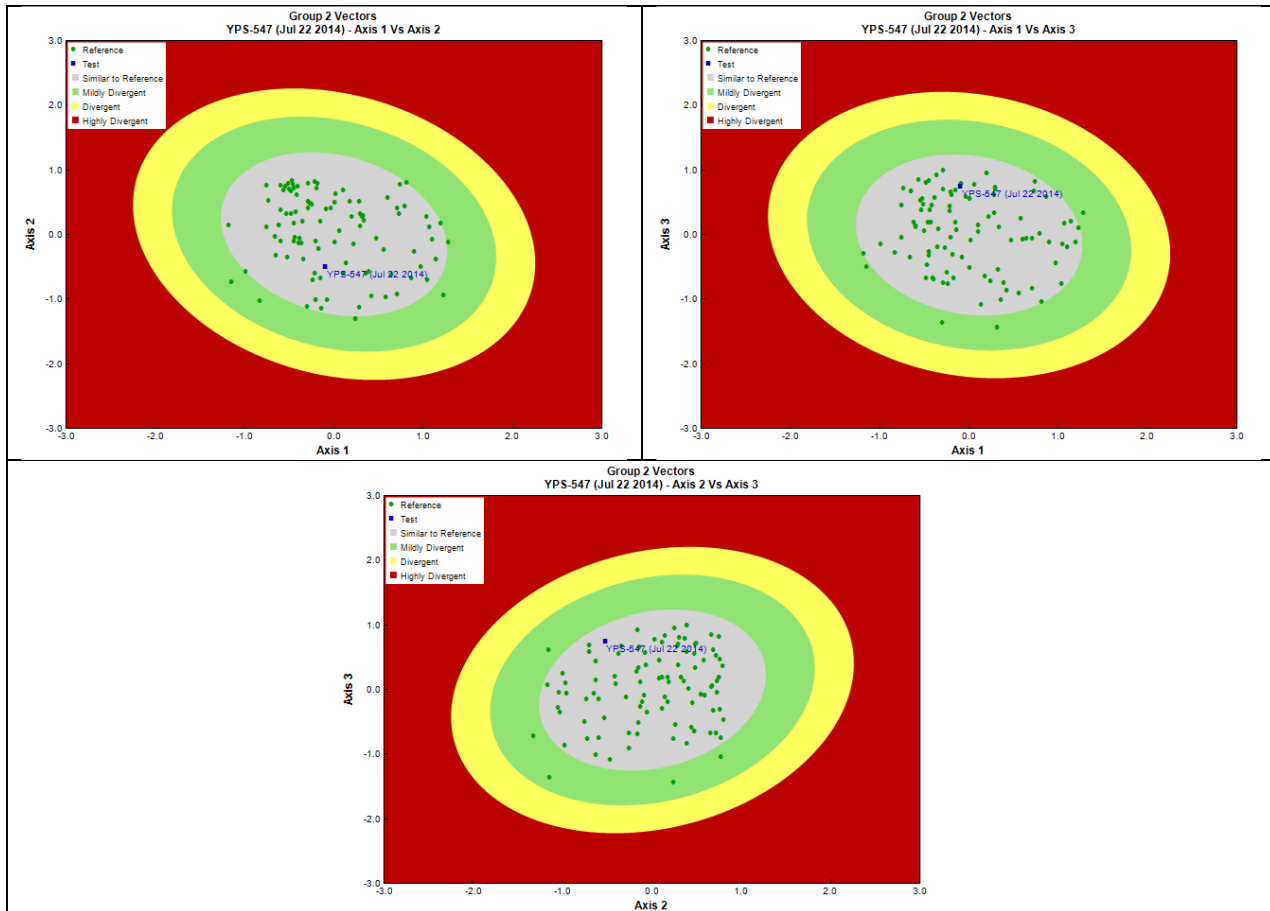 Group 2 Vectors
YPS-547 (Jul 22 2014) - Axis 1 Vs Axis 2
3.0
Reference
Test
Similar to Reference
Mildly Divergent
Divergent
Highly Divergent
2.0
1.0
0.0
-1.0
-2.0
-3.0
Axis 2
YPS-547 (Jul 22 2014)
-3.0 -2.0 -1.0 0.0 1.0 2.0 3.0
Axis 1
Group 2 Vectors
YPS-547 (Jul 22 2014) - Axis 1 Vs Axis 3
3.0
Reference
Test
Similar to Reference
Mildly Divergent
Divergent
Highly Divergent
2.0
1.0
0.0
-1.0
-2.0
-3.0
Axis 3
YPS-547 (Jul 22 2014)
-3.0 -2.0 -1.0 0.0 1.0 2.0 3.0
Axis 1
Group 2 Vectors
YPS-547 (Jul 22 2014) - Axis 2 Vs Axis 3
3.0
Reference
Test
Similar to Reference
Mildly Divergent
Divergent
Highly Divergent
2.0
1.0
0.0
-1.0
-2.0
-3.0
Axis 3
YPS-547 (Jul 22 2014)
-3.0 -2.0 -1.0 0.0 1.0 2.0 3.0
Axis 2